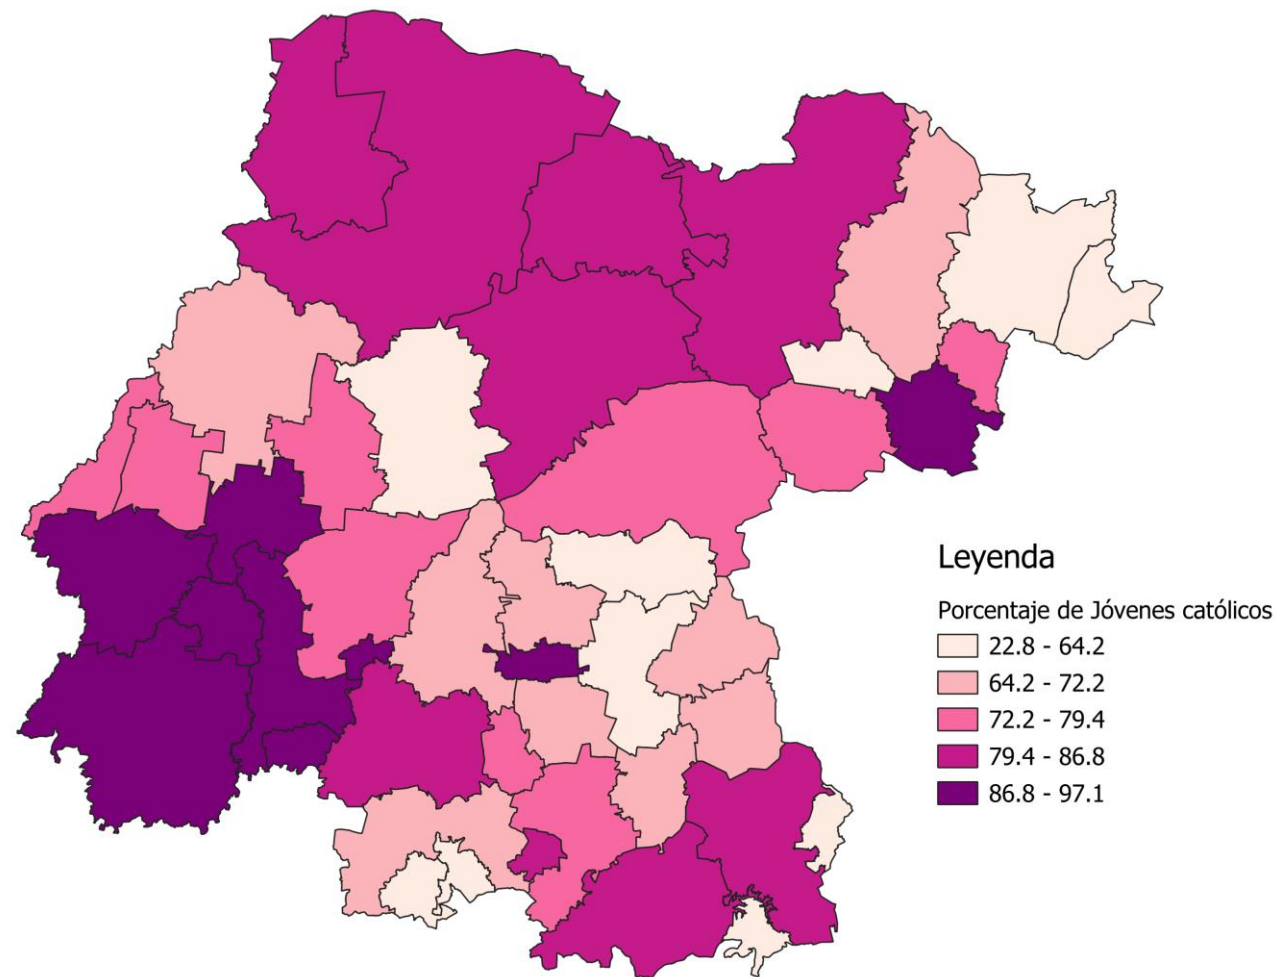 Leyenda
Porcentaje de Jóvenes católicos
22.8 - 64.2
64.2 - 72.2
72.2 - 79.4
79.4 - 86.8
86.8 - 97.1